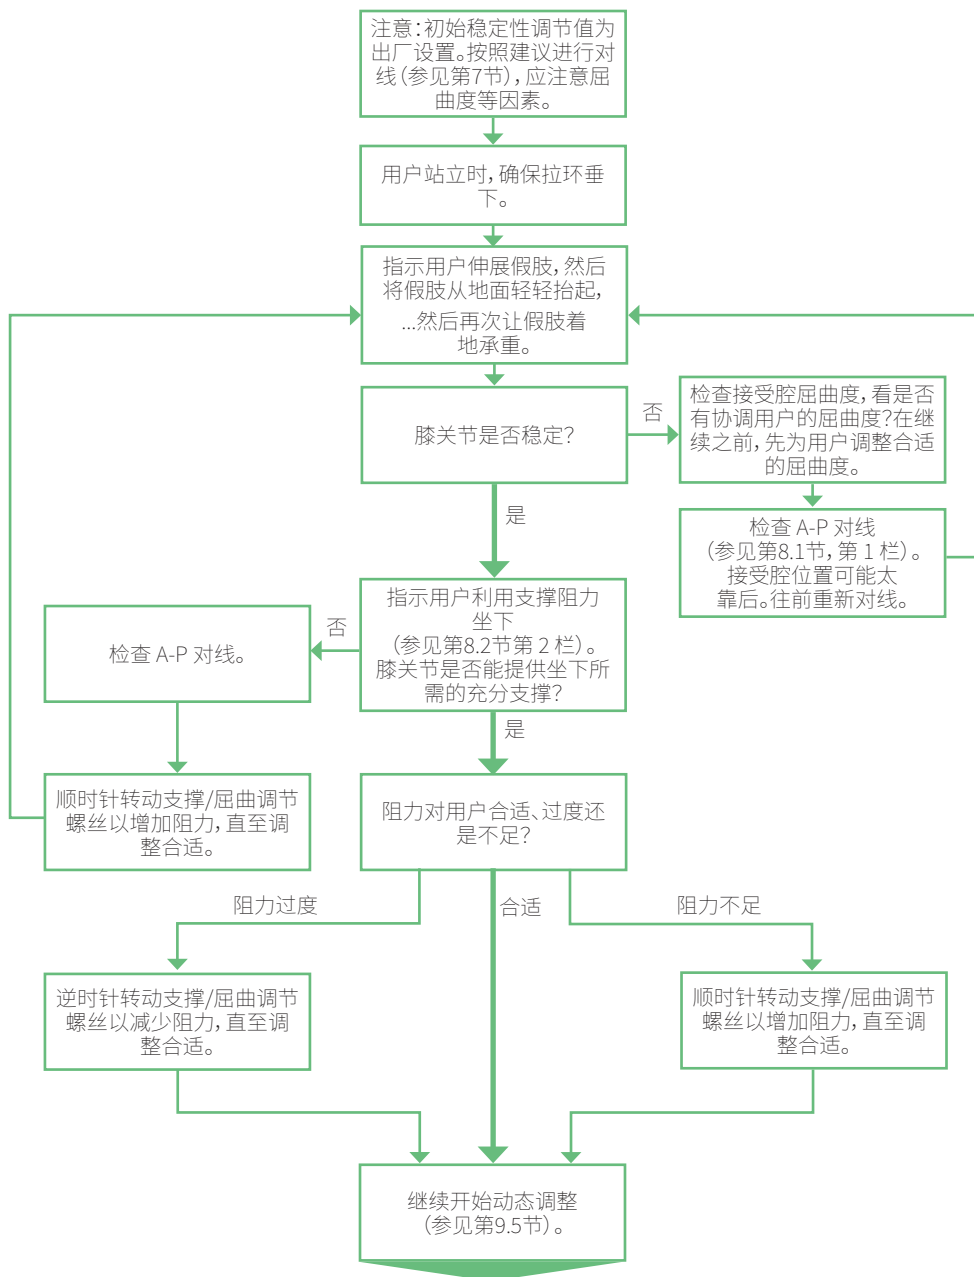 注意：初始稳定性调节值为
出厂设置。按照建议进行对
线（参见第7节），应注意屈
曲度等因素。
用户站立时，确保拉环垂
下。
指示用户伸展假肢，然后
将假肢从地面轻轻抬起，
...然后再次让假肢着
地承重。
膝关节是否稳定？
否
检查接受腔屈曲度，看是否
有协调用户的屈曲度？在继
续之前，先为用户调整合适
的屈曲度。
检查 A-P 对线
（参见第8.1节，第 1 栏）。
接受腔位置可能太
靠后。往前重新对线。
是
指示用户利用支撑阻力
坐下
（参见第8.2节第 2 栏）。
膝关节是否能提供坐下所
需的充分支撑？
否
检查 A-P 对线。
顺时针转动支撑/屈曲调节
螺丝以增加阻力，直至调
整合适。
是
阻力对用户合适、过度还
是不足？
阻力过度
合适
阻力不足
逆时针转动支撑/屈曲调节
螺丝以减少阻力，直至调
整合适。
顺时针转动支撑/屈曲调节
螺丝以增加阻力，直至调
整合适。
继续开始动态调整
（参见第9.5节）。